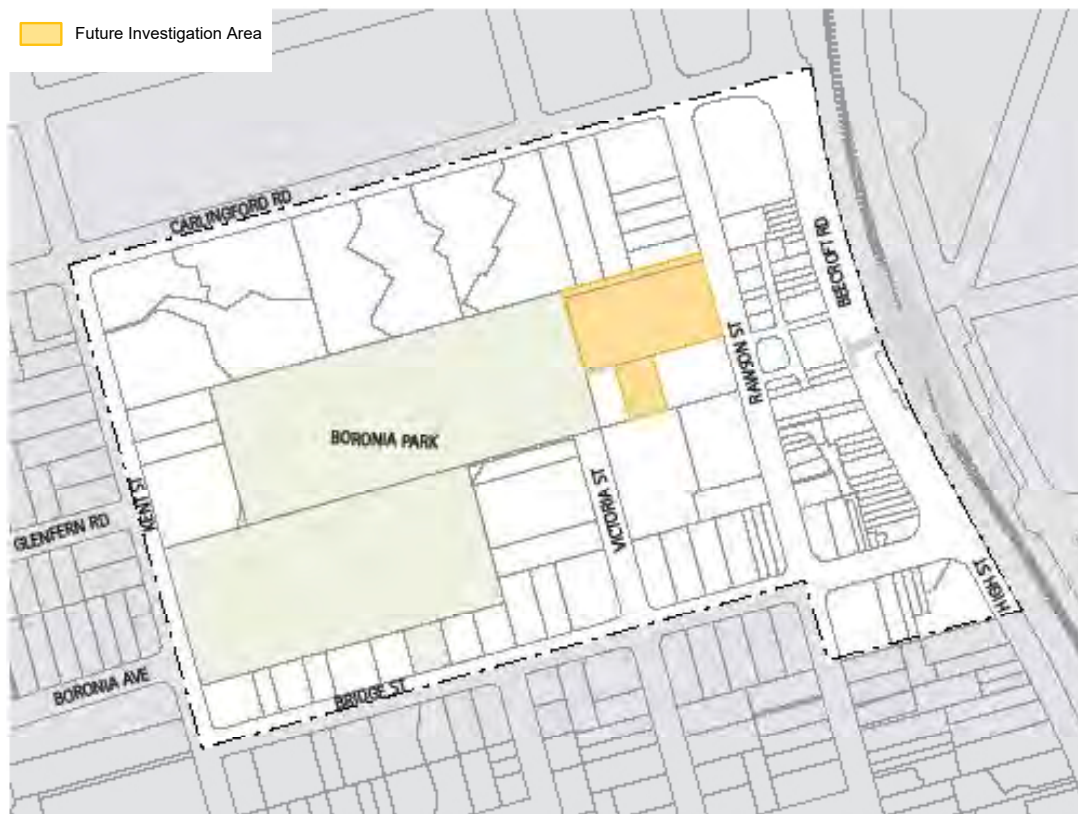 Future Investigation Area
CARLINGFORD RD
BEECROFT RD
RAWSON ST
BORONIA PARK
KENT ST
VICTORIA ST
GLENFERN RD
HIGH ST
BORONIA AVE
BRIDGE ST